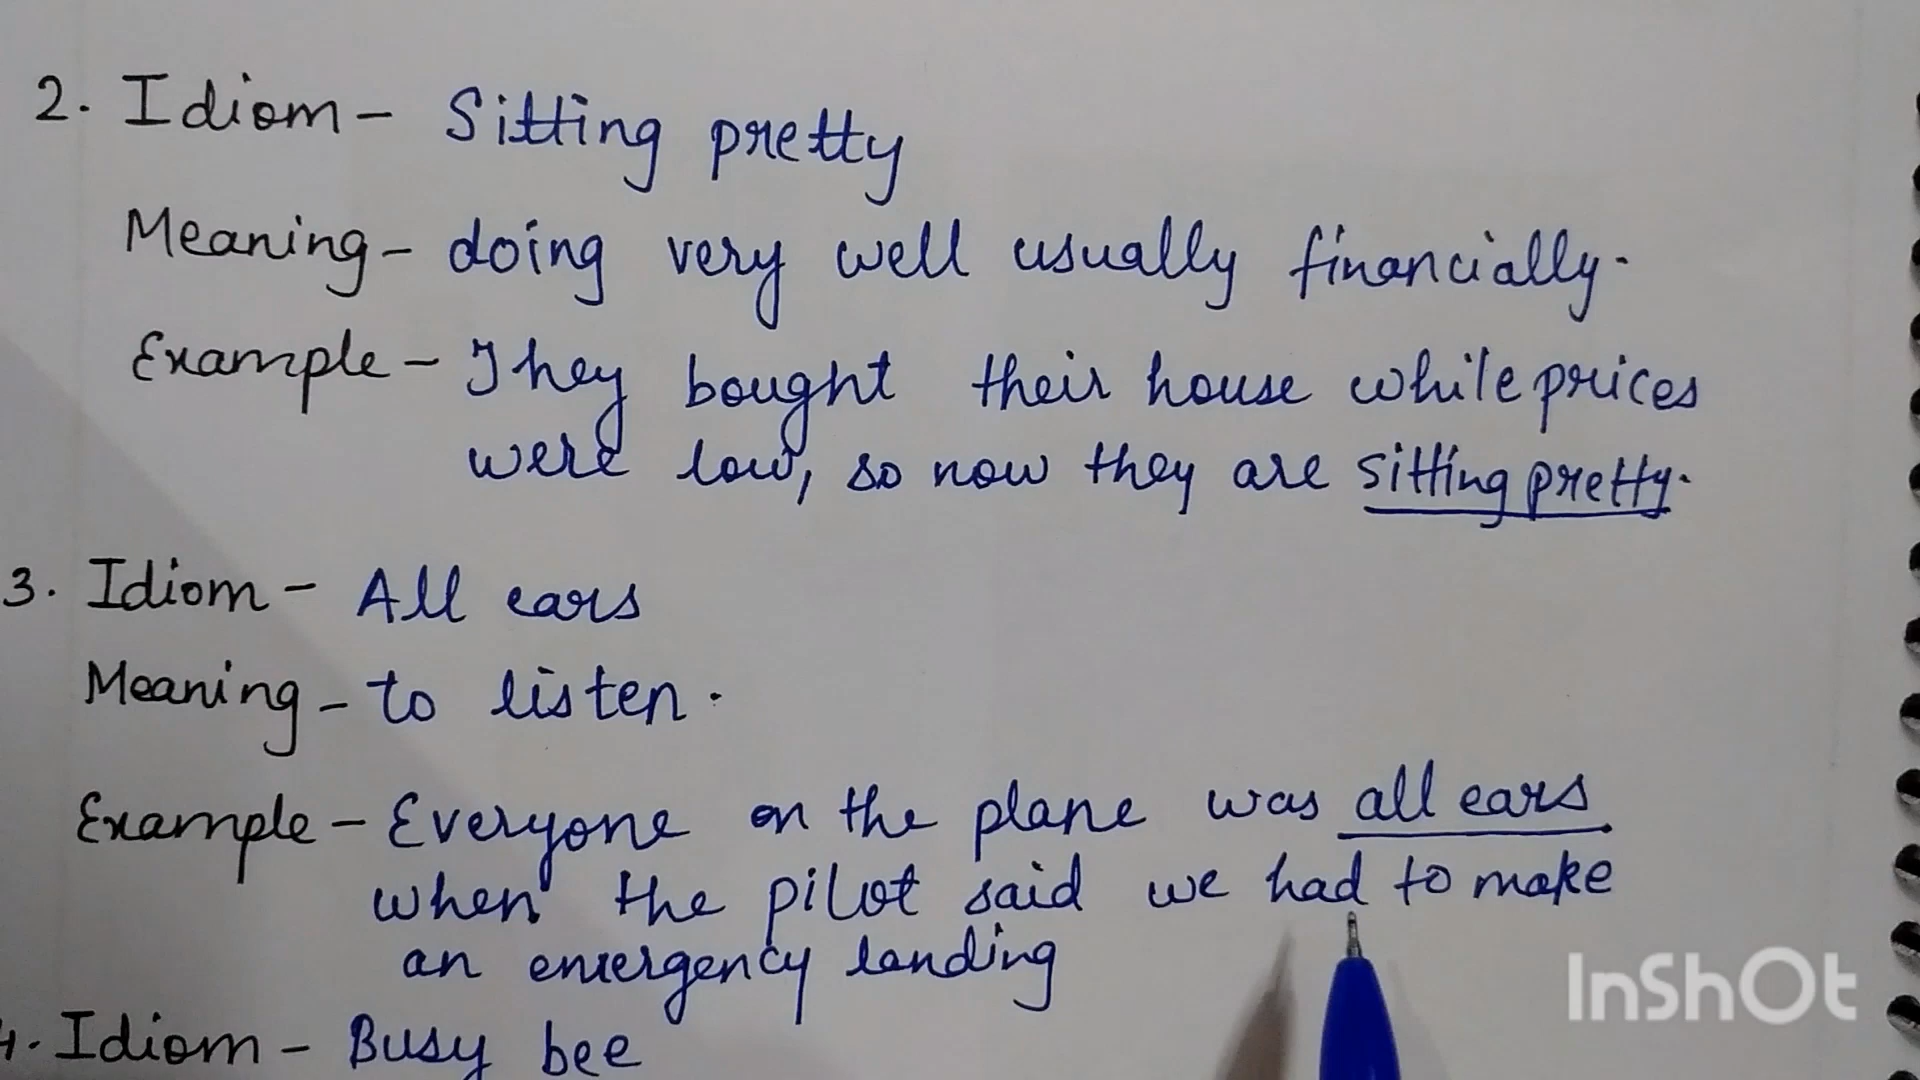 2. Idiom - Sitting pretty
Meaning - doing very well usually financially.
Example - They bought their house while prices
were low, so now they are sitting pretty.
3. Idiom - All ears
Meaning - to listen.
Example - Everyone on the plane was all ears
when the pilot said we had to make
an emergency landing
4. Idiom - Busy bee
InShOt